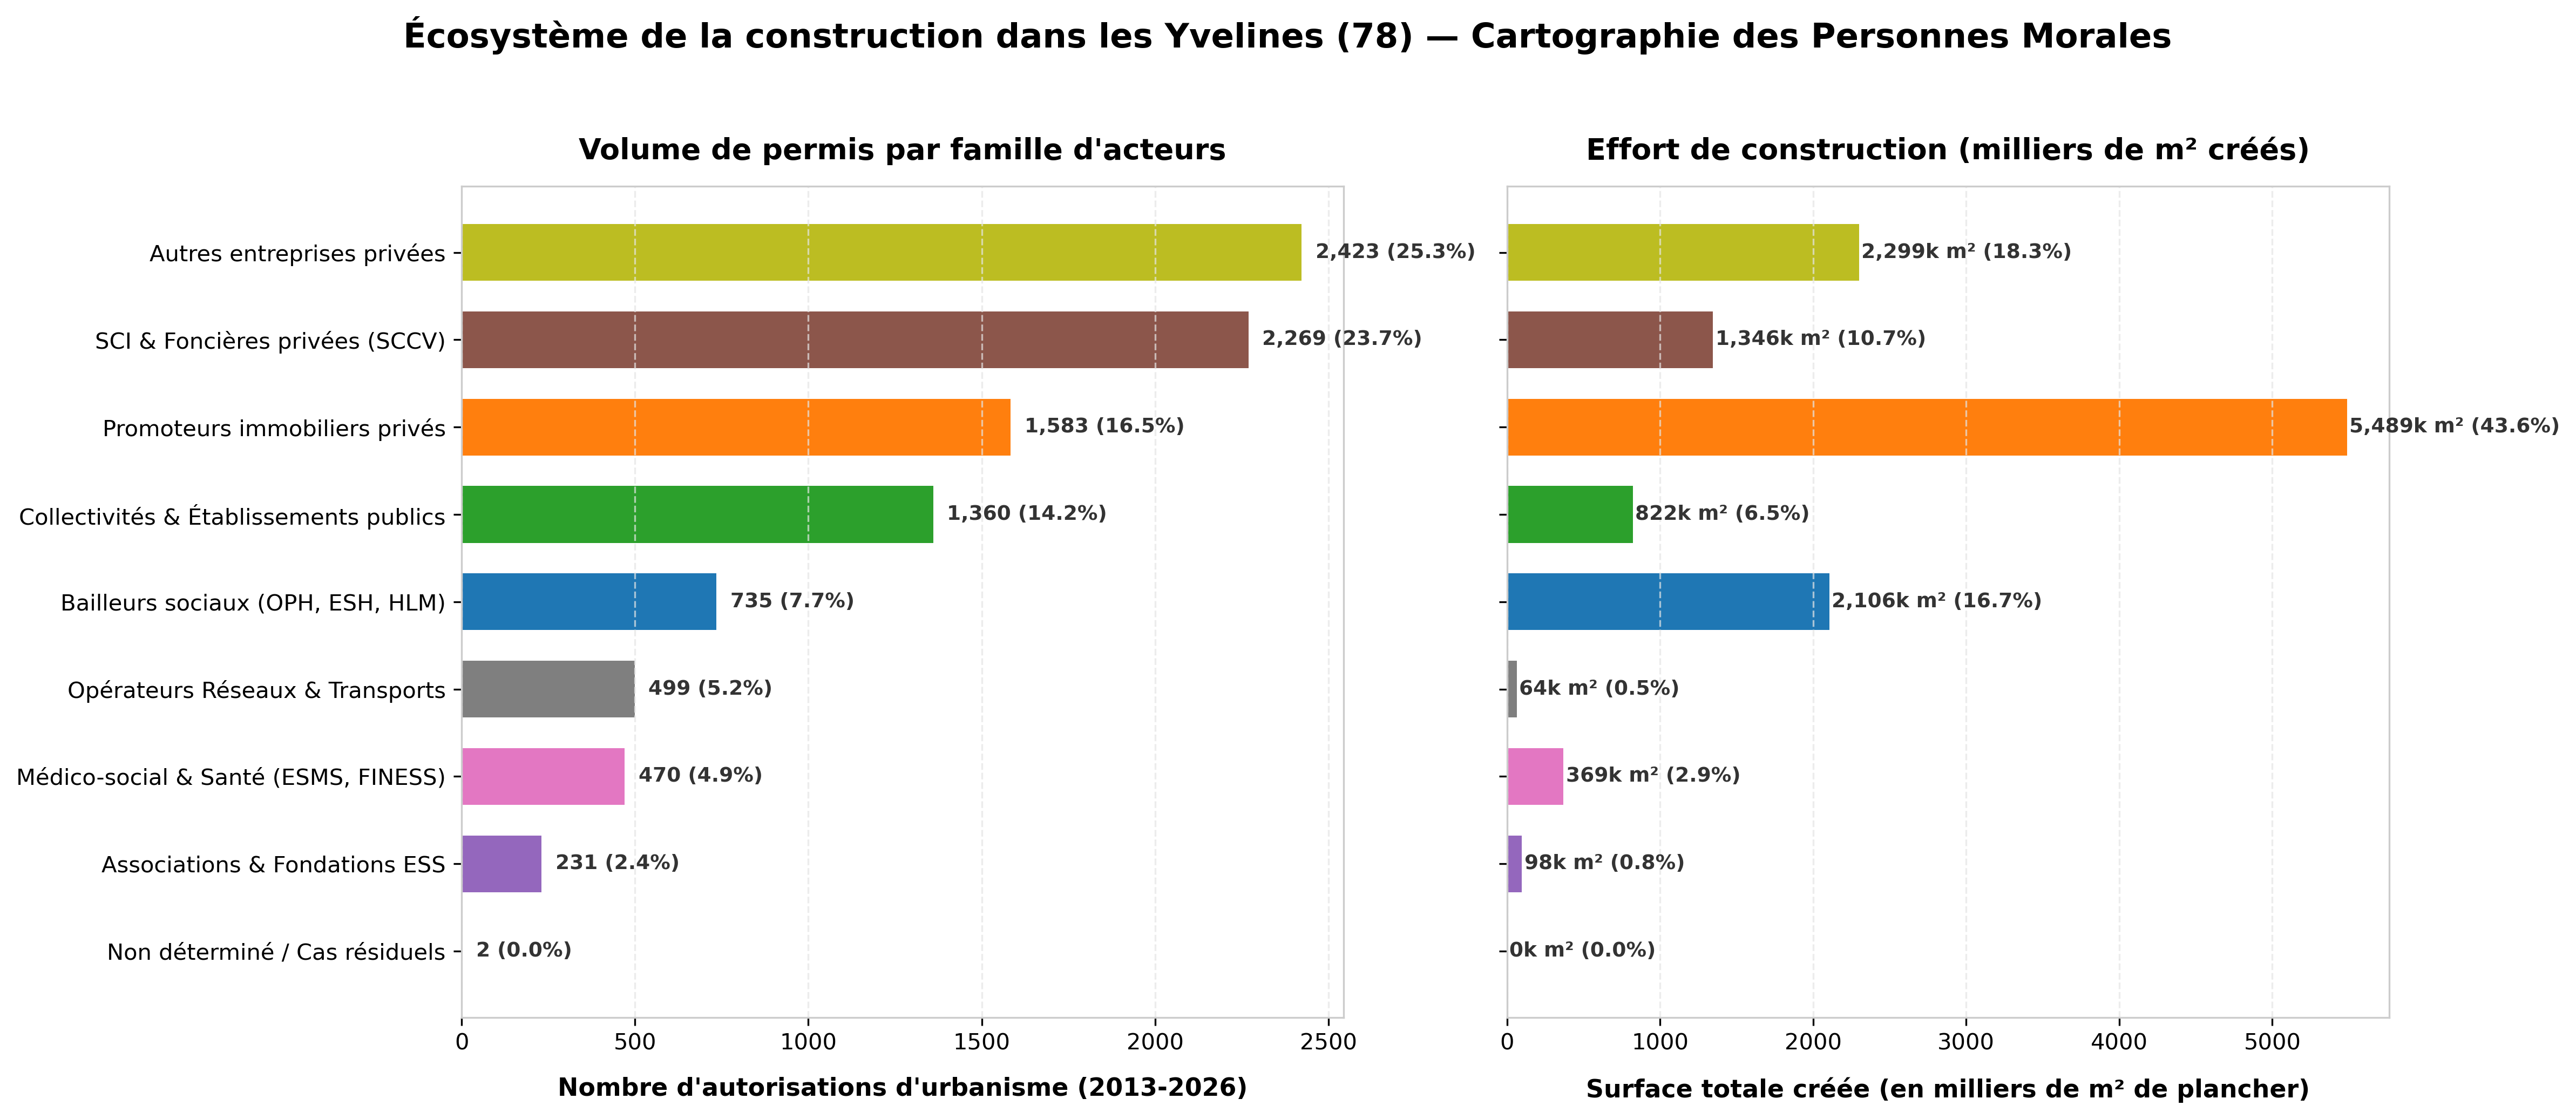 Écosystème de la construction dans les Yvelines (78) — Cartographie des Personnes Morales
Volume de permis par famille d'acteurs
Autres entreprises privées
2,423 (25.3%)
SCI & Foncières privées (SCCV)
2,269 (23.7%)
Promoteurs immobiliers privés
1,583 (16.5%)
Collectivités & Établissements publics
1,360 (14.2%)
Bailleurs sociaux (OPH, ESH, HLM)
735 (7.7%)
Opérateurs Réseaux & Transports
499 (5.2%)
Médico-social & Santé (ESMS, FINESS)
470 (4.9%)
Associations & Fondations ESS
231 (2.4%)
Non déterminé / Cas résiduels
2 (0.0%)
0 500 1000 1500 2000 2500
Nombre d'autorisations d'urbanisme (2013-2026)
Effort de construction (milliers de m² créés)
2,299k m² (18.3%)
1,346k m² (10.7%)
5,489k m² (43.6%)
822k m² (6.5%)
2,106k m² (16.7%)
64k m² (0.5%)
369k m² (2.9%)
98k m² (0.8%)
0k m² (0.0%)
0 1000 2000 3000 4000 5000
Surface totale créée (en milliers de m² de plancher)